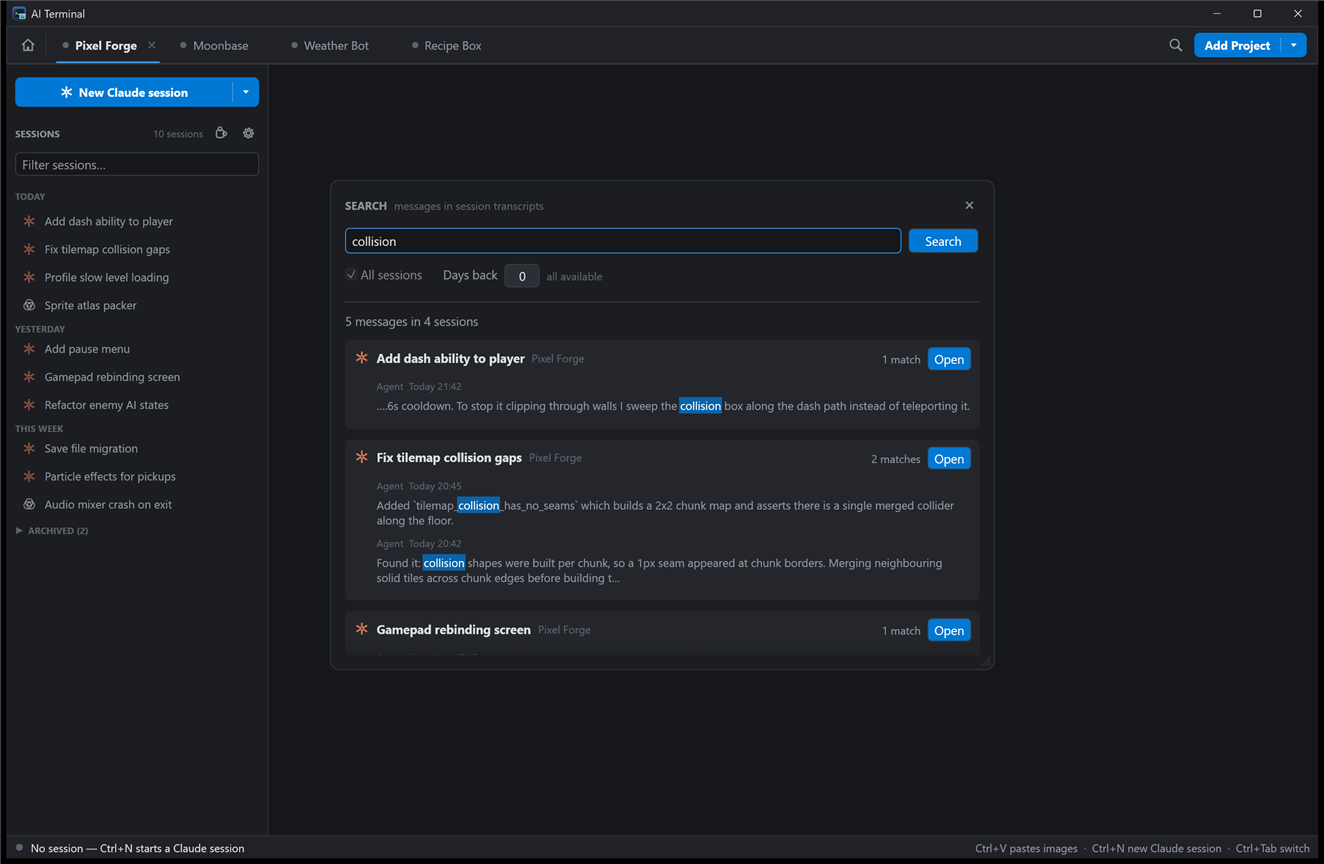 AI Terminal
Pixel Forge
Moonbase
Weather Bot
Recipe Box
Add Project
New Claude session
SESSIONS
10 sessions
Filter sessions...
TODAY
Add dash ability to player
Fix tilemap collision gaps
Profile slow level loading
Sprite atlas packer
YESTERDAY
Add pause menu
Gamepad rebinding screen
Refactor enemy AI states
THIS WEEK
Save file migration
Particle effects for pickups
Audio mixer crash on exit
ARCHIVED (2)
SEARCH messages in session transcripts
collision
Search
All sessions
Days back
0
all available
5 messages in 4 sessions
Add dash ability to player Pixel Forge
1 match
Open
Agent Today 21:42
....6s cooldown. To stop it clipping through walls I sweep the collision box along the dash path instead of teleporting it.
Fix tilemap collision gaps Pixel Forge
2 matches
Open
Agent Today 20:45
Added `tilemap_collision_has_no_seams` which builds a 2x2 chunk map and asserts there is a single merged collider
along the floor.
Agent Today 20:42
Found it: collision shapes were built per chunk, so a 1px seam appeared at chunk borders. Merging neighbouring
solid tiles across chunk edges before building t...
Gamepad rebinding screen Pixel Forge
1 match
Open
No session — Ctrl+N starts a Claude session
Ctrl+V pastes images · Ctrl+N new Claude session · Ctrl+Tab switch